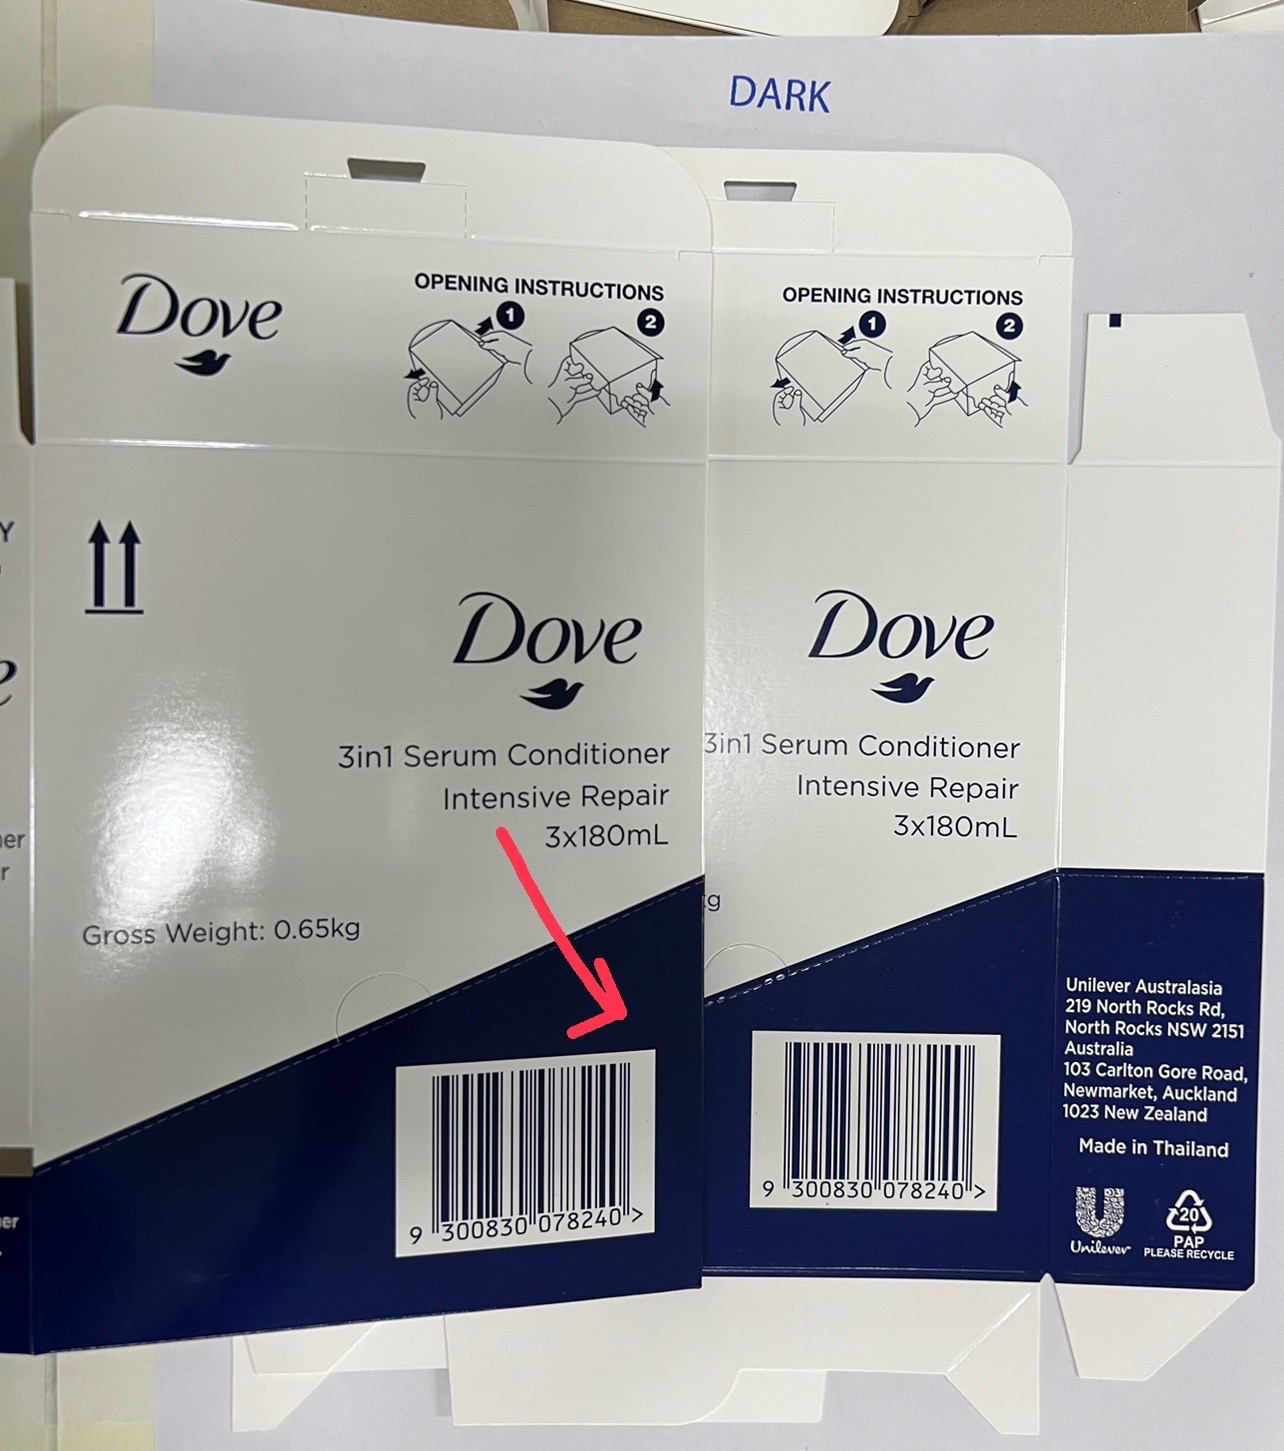 DARK
Dove
OPENING INSTRUCTIONS
1
2
Dove
3in1 Serum Conditioner
Intensive Repair
3x180mL
Gross Weight: 0.65kg
9 300830 078240 >
OPENING INSTRUCTIONS
1
2
Dove
3in1 Serum Conditioner
Intensive Repair
3x180mL
kg
9 300830 078240 >
Unilever Australasia
219 North Rocks Rd,
North Rocks NSW 2151
Australia
103 Carlton Gore Road,
Newmarket, Auckland
1023 New Zealand
Made in Thailand
Unilever
20
PAP
PLEASE RECYCLE
Y
e
er
r
er